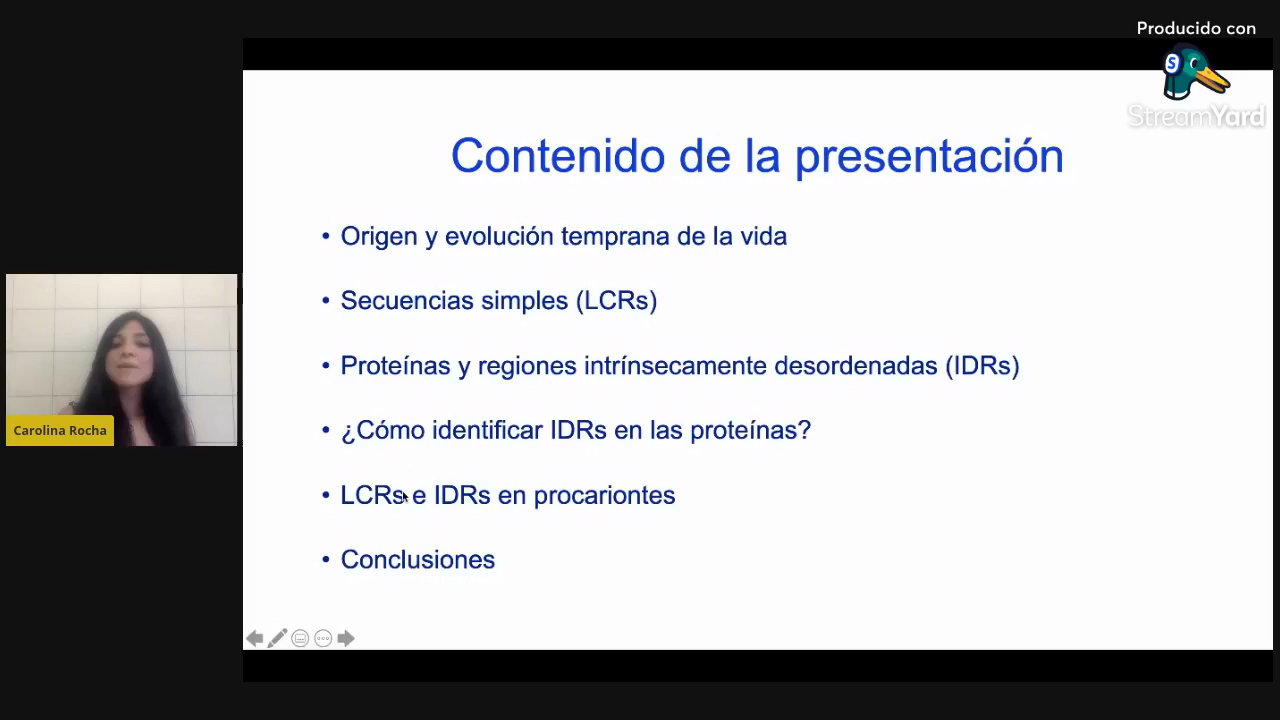 Producido con
StreamYard
Contenido de la presentación
• Origen y evolución temprana de la vida
• Secuencias simples (LCRs)
• Proteínas y regiones intrínsecamente desordenadas (IDRs)
• ¿Cómo identificar IDRs en las proteínas?
• LCRs e IDRs en procariontes
• Conclusiones
Carolina Rocha